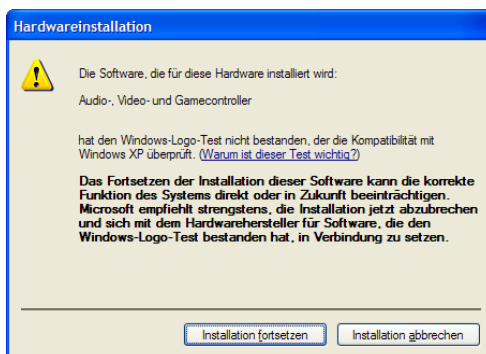 Hardwareinstallation
Die Software, die für diese Hardware installiert wird:
Audio-, Video- und Gamecontroller
hat den Windows-Logo-Test nicht bestanden, der die Kompatibilität mit
Windows XP überprüft. (Warum ist dieser Test wichtig?)
Das Fortsetzen der Installation dieser Software kann die korrekte
Funktion des Systems direkt oder in Zukunft beeinträchtigen.
Microsoft empfiehlt strengstens, die Installation jetzt abzubrechen
und sich mit dem Hardwarehersteller für Software, die den
Windows-Logo-Test bestanden hat, in Verbindung zu setzen.
Installation fortsetzen Installation abbrechen